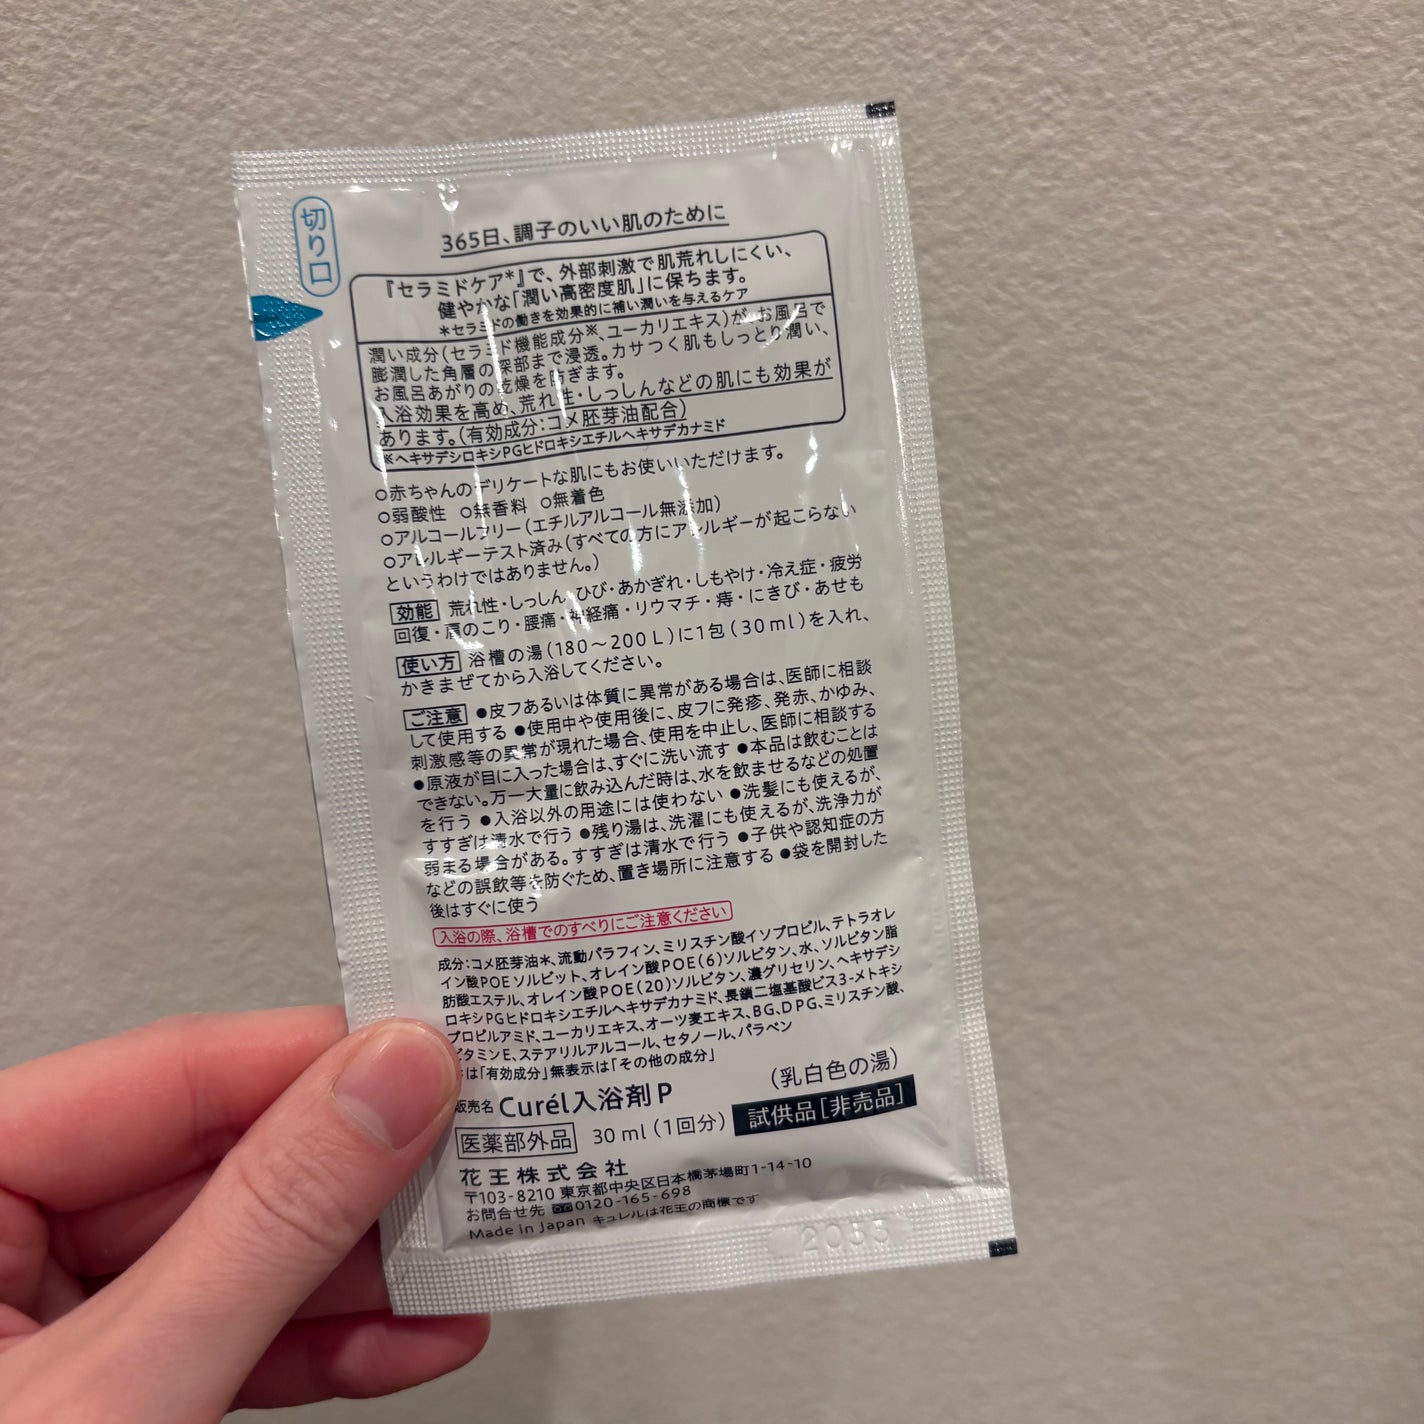 切り口
365日、調子のいい肌のために
『セラミドケア*』で、外部刺激で肌荒れしにくい、
健やかな「潤い高密度肌」に保ちます。
*セラミドの働きを効果的に補い潤いを与えるケア
潤い成分(セラミド機能成分※、ユーカリエキス)が、お風呂で
膨潤した角層の深部まで浸透。カサつく肌もしっとり潤い、
お風呂あがりの乾燥を防ぎます。
入浴効果を高め、荒れ性・しっしんなどの肌にも効果が
あります。(有効成分:コメ胚芽油配合)
※ヘキサデシロキシPGヒドロキシエチルヘキサデカナミド
○赤ちゃんのデリケートな肌にもお使いいただけます。
○弱酸性 ○無香料 ○無着色
○アルコールフリー(エチルアルコール無添加)
○アレルギーテスト済み(すべての方にアレルギーが起こらない
というわけではありません。)
効能 荒れ性・しっしん・ひび・あかぎれ・しもやけ・冷え症・疲労
回復・肩のこり・腰痛・神経痛・リウマチ・痔・にきび・あせも
使い方 浴槽の湯(180～200L)に1包(30ml)を入れ、
かきまぜてから入浴してください。
ご注意 ●皮フあるいは体質に異常がある場合は、医師に相談
して使用する ●使用中や使用後に、皮フに発疹、発赤、かゆみ、
刺激感等の異常が現れた場合、使用を中止し、医師に相談する
●原液が目に入った場合は、すぐに洗い流す ●本品は飲むことは
できない。万一大量に飲み込んだ時は、水を飲ませるなどの処置
を行う ●入浴以外の用途には使わない ●洗髪にも使えるが、
すすぎは清水で行う ●残り湯は、洗濯にも使えるが、洗浄力が
弱まる場合がある。すすぎは清水で行う ●子供や認知症の方
などの誤飲等を防ぐため、置き場所に注意する ●袋を開封した
後はすぐに使う
入浴の際、浴槽でのすべりにご注意ください
成分:コメ胚芽油*、流動パラフィン、ミリスチン酸イソプロピル、テトラオレ
イン酸POEソルビット、オレイン酸POE(6)ソルビタン、水、ソルビタン脂
肪酸エステル、オレイン酸POE(20)ソルビタン、濃グリセリン、ヘキサデシ
ロキシPGヒドロキシエチルヘキサデカナミド、長鎖二塩基酸ビス3-メトキシ
プロピルアミド、ユーカリエキス、オーツ麦エキス、BG、DPG、ミリスチン酸、
ビタミンE、ステアリルアルコール、セタノール、パラベン
は「有効成分」無表示は「その他の成分」
販売名 Curél入浴剤P (乳白色の湯)
医薬部外品 30ml(1回分) 試供品[非売品]
花王株式会社
〒103-8210 東京都中央区日本橋茅場町1-14-10
お問合せ先 0120-165-698
Made in Japan キュレルは花王の商標です